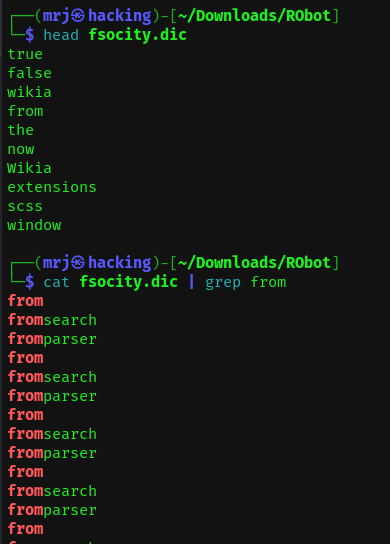 ┌──(mrj㉿hacking)-[~/Downloads/RObot]
└─$ head fsocity.dic
true
false
wikia
from
the
now
Wikia
extensions
scss
window
┌──(mrj㉿hacking)-[~/Downloads/RObot]
└─$ cat fsocity.dic | grep from
from
fromsearch
fromparser
from
fromsearch
fromparser
from
fromsearch
fromparser
from
fromsearch
fromparser
from